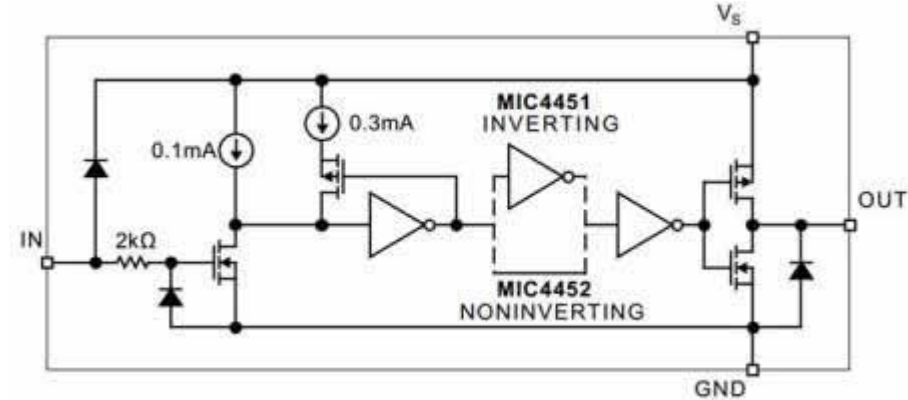 Vs
MIC4451
INVERTING
0.3mA
0.1mA
OUT
IN
2kΩ
MIC4452
NONINVERTING
GND